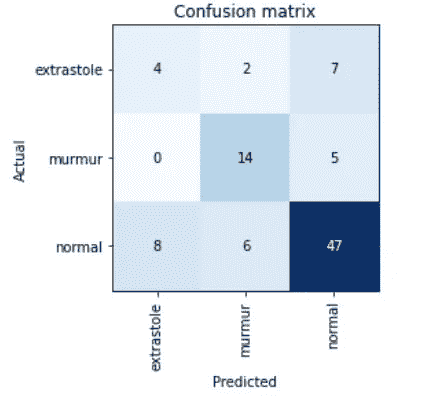 Confusion matrix
extrastole 4 2 7
murmur 0 14 5
normal 8 6 47
Actual
extrastole murmur normal
Predicted